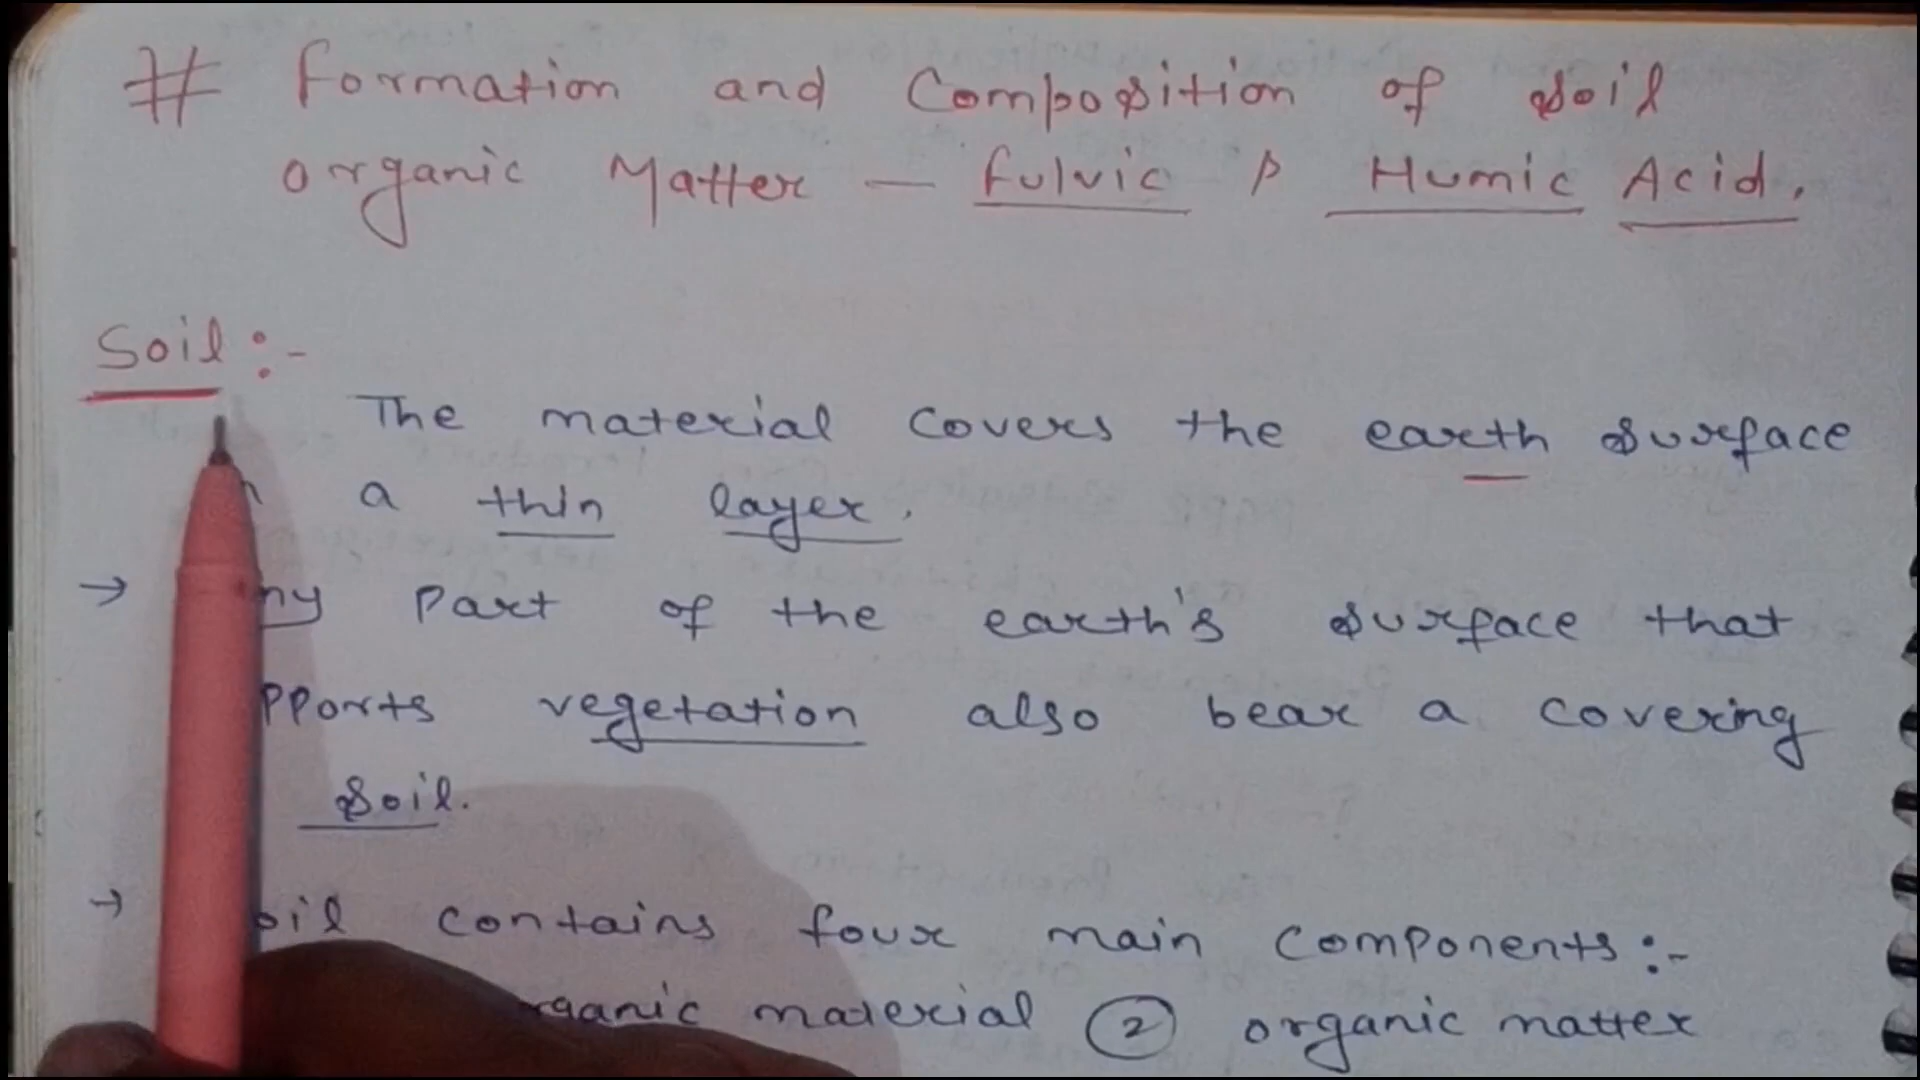 # Formation and Composition of soil
organic Matter — fulvic & Humic Acid.
Soil :-
The material covers the earth surface
a thin layer.
→ part of the earth's surface that
vegetation also bear a covering
soil.
→ contains four main components :-
material ② organic matter